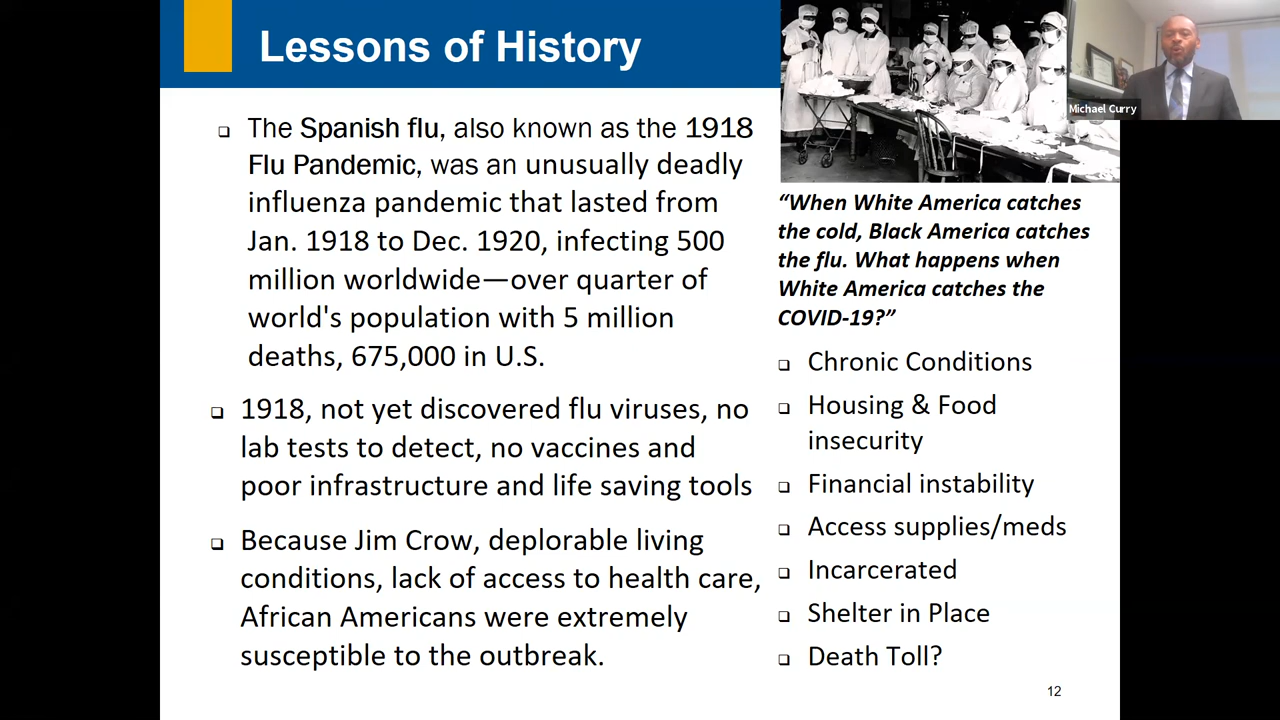 Lessons of History
❑ The Spanish flu, also known as the 1918
Flu Pandemic, was an unusually deadly
influenza pandemic that lasted from
Jan. 1918 to Dec. 1920, infecting 500
million worldwide—over quarter of
world's population with 5 million
deaths, 675,000 in U.S.
❑ 1918, not yet discovered flu viruses, no
lab tests to detect, no vaccines and
poor infrastructure and life saving tools
❑ Because Jim Crow, deplorable living
conditions, lack of access to health care,
African Americans were extremely
susceptible to the outbreak.
Michael Curry
“When White America catches
the cold, Black America catches
the flu. What happens when
White America catches the
COVID-19?”
❑ Chronic Conditions
❑ Housing & Food
insecurity
❑ Financial instability
❑ Access supplies/meds
❑ Incarcerated
❑ Shelter in Place
❑ Death Toll?
12